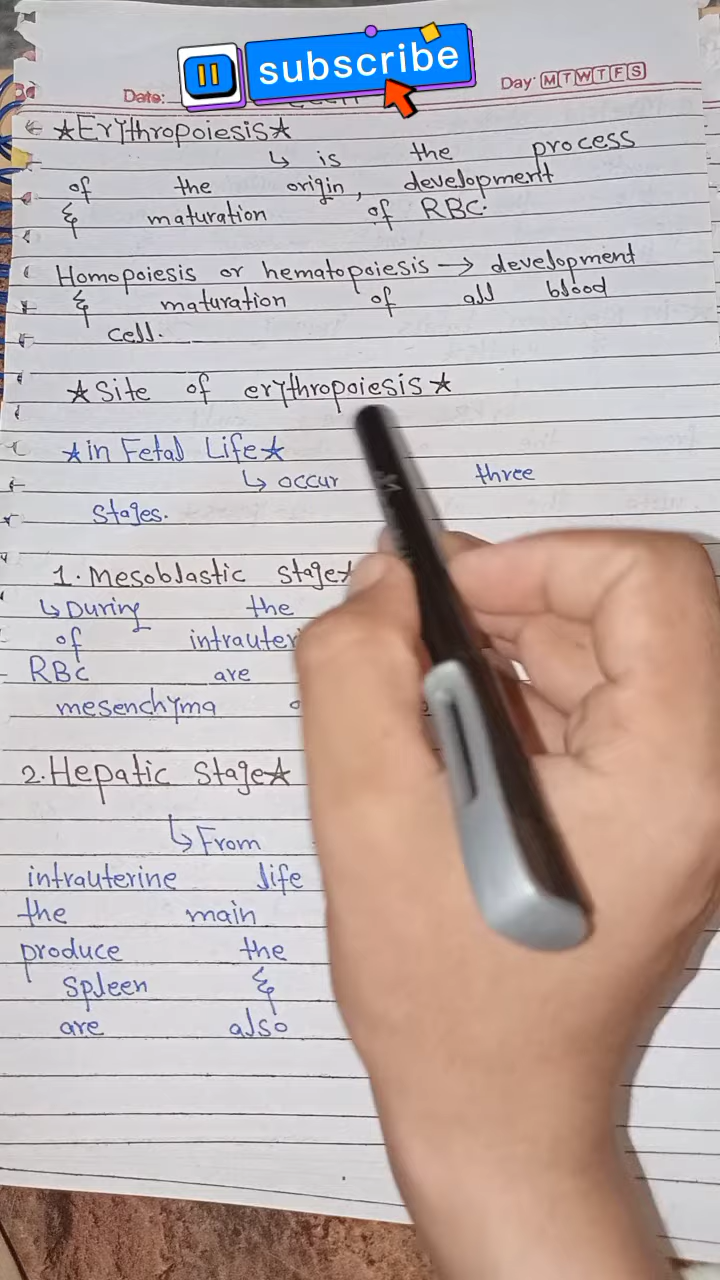 subscribe
Date:
Day: M T W T F S
★Erythropoiesis★
↳ is the process
of the origin, development
& maturation of RBC.
Homopoiesis or hematopoiesis → development
& maturation of all blood
cell.
★Site of erythropoiesis★
★in Fetal Life★
↳ occur three
stages.
1. Mesoblastic stage★
↳During the
of intrauter
RBC are
mesenchyma
2. Hepatic Stage★
↳From
intrauterine life
the main
produce the
spleen &
are also